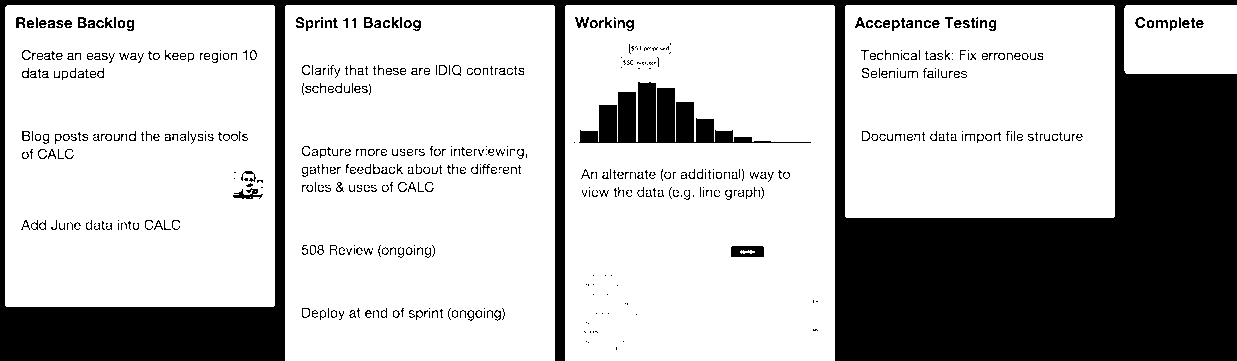 Release Backlog
Create an easy way to keep region 10
data updated
Blog posts around the analysis tools
of CALC
Add June data into CALC
Sprint 11 Backlog
Clarify that these are IDIQ contracts
(schedules)
Capture more users for interviewing,
gather feedback about the different
roles & uses of CALC
508 Review (ongoing)
Deploy at end of sprint (ongoing)
Working
An alternate (or additional) way to
view the data (e.g. line graph)
Acceptance Testing
Technical task: Fix erroneous
Selenium failures
Document data import file structure
Complete